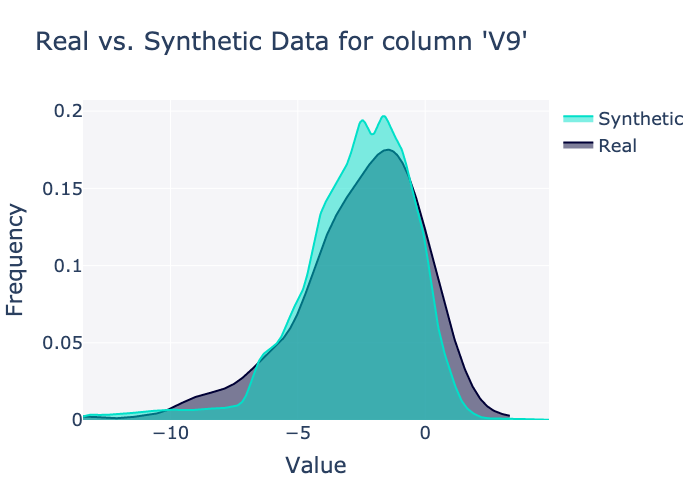 Real vs. Synthetic Data for column 'V9'
Synthetic
Real
0.2
0.15
0.1
0.05
0
Frequency
−10
−5
0
Value